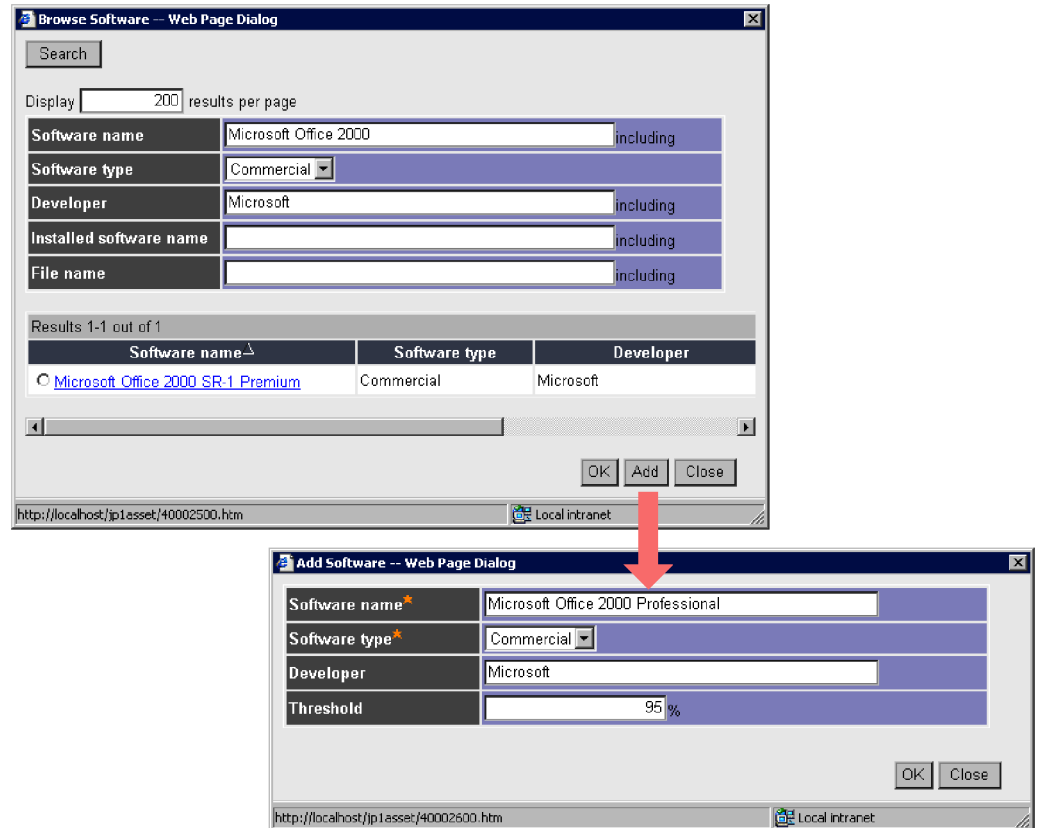 Browse Software -- Web Page Dialog
Search
Display 200 results per page
Software name Microsoft Office 2000 including
Software type Commercial
Developer Microsoft including
Installed software name including
File name including
Results 1-1 out of 1
Software name Software type Developer
Microsoft Office 2000 SR-1 Premium Commercial Microsoft
OK Add Close
http://localhost/jp1asset/40002500.htm Local intranet
Add Software -- Web Page Dialog
Software name* Microsoft Office 2000 Professional
Software type* Commercial
Developer Microsoft
Threshold 95 %
OK Close
http://localhost/jp1asset/40002600.htm Local intranet